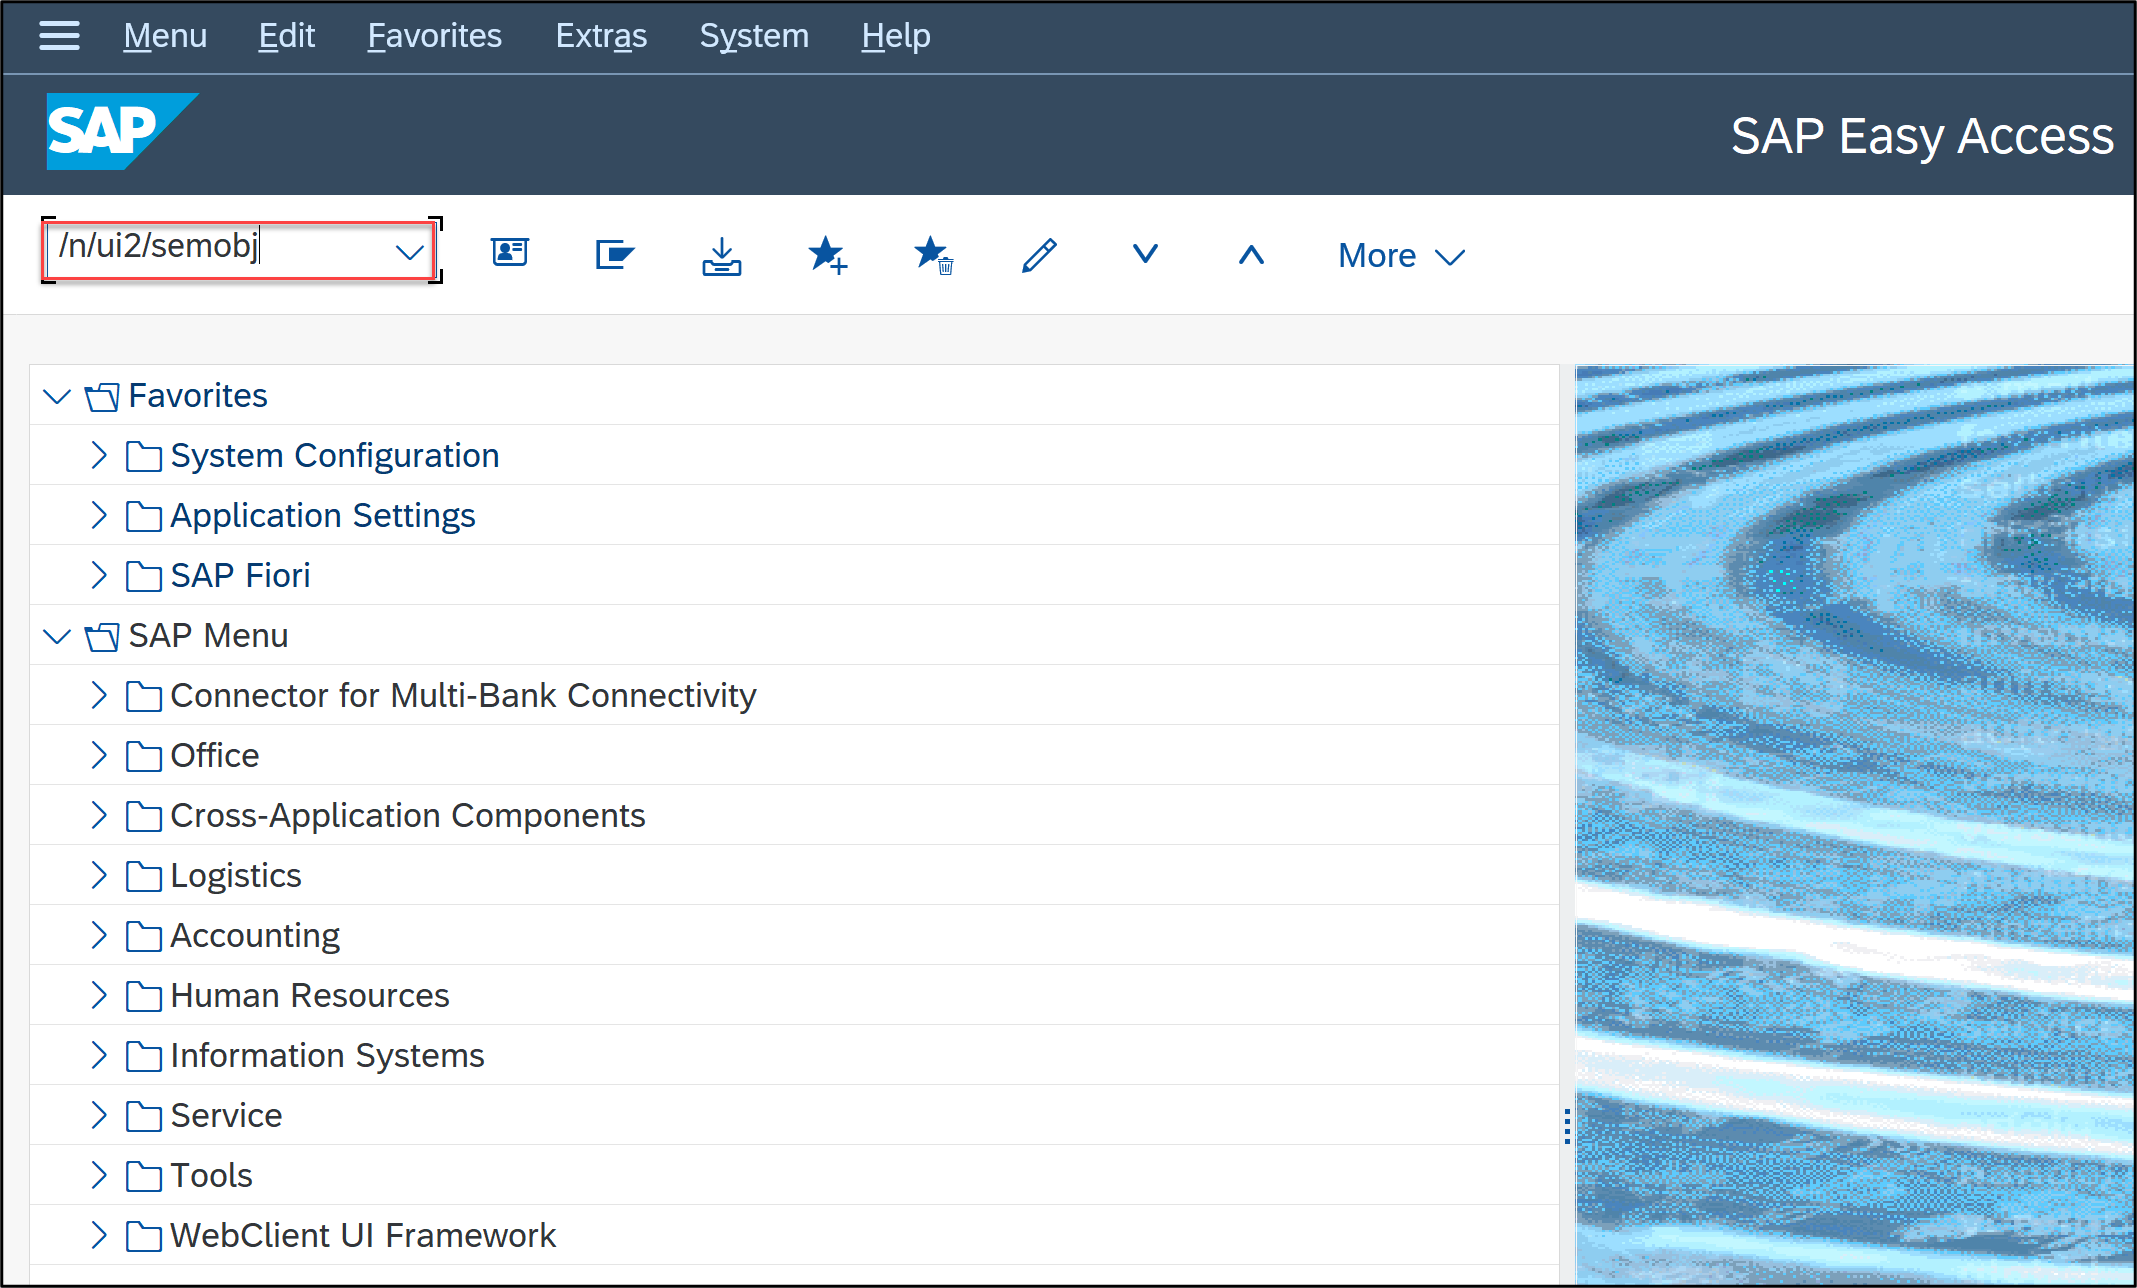 Menu Edit Favorites Extras System Help
SAP
SAP Easy Access
/n/ui2/semobj
More
Favorites
System Configuration
Application Settings
SAP Fiori
SAP Menu
Connector for Multi-Bank Connectivity
Office
Cross-Application Components
Logistics
Accounting
Human Resources
Information Systems
Service
Tools
WebClient UI Framework